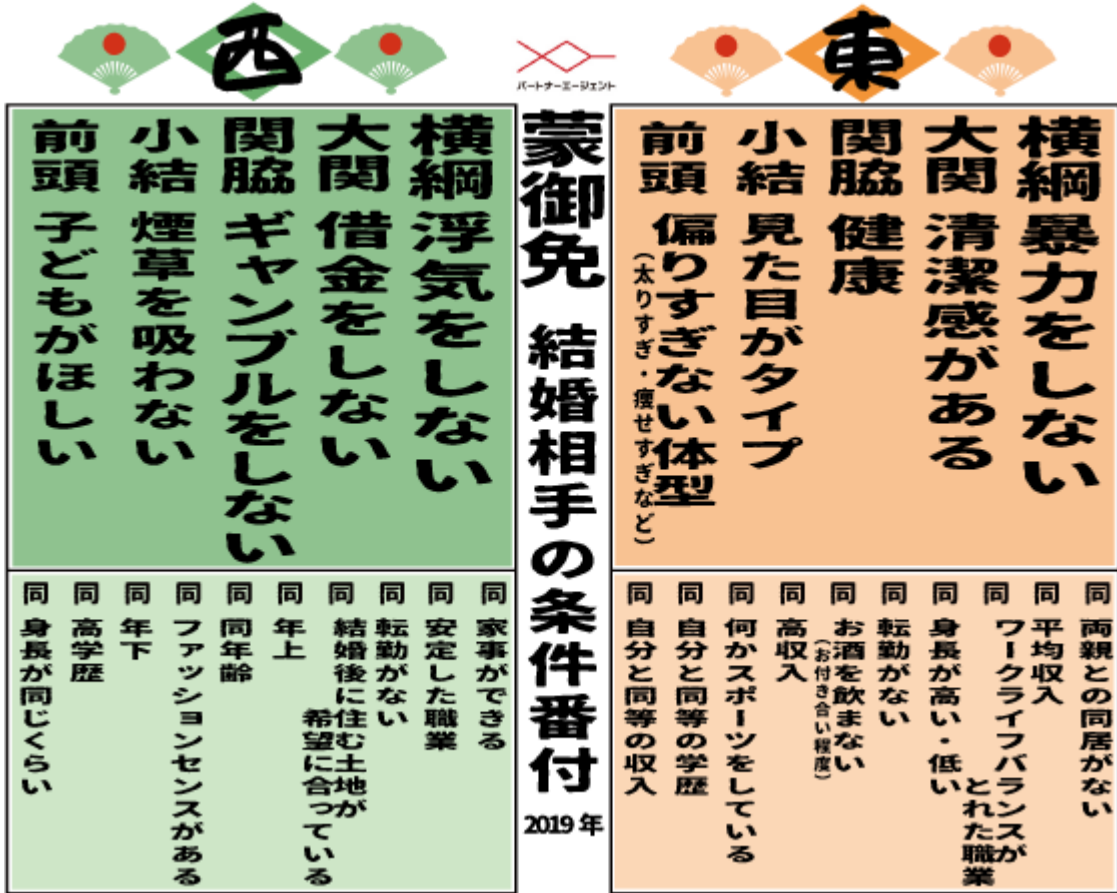 東
横綱 暴力をしない
大関 清潔感がある
関脇 健康
小結 見た目がタイプ
前頭 偏りすぎない体型
(太りすぎ・痩せすぎなど)
同 両親との同居がない
同 平均収入
同 ワークライフバランスが
とれた職業
同 身長が高い・低い
同 転勤がない
同 お酒を飲まない
(お付き合い程度)
同 高収入
同 何かスポーツをしている
同 自分と同等の学歴
同 自分と同等の収入
パートナーエージェント
蒙御免 結婚相手の条件番付
2019年
西
横綱 浮気をしない
大関 借金をしない
関脇 ギャンブルをしない
小結 煙草を吸わない
前頭 子どもがほしい
同 家事ができる
同 安定した職業
同 転勤がない
同 結婚後に住む土地が
希望に合っている
同 年上
同 同年齢
同 ファッションセンスがある
同 年下
同 高学歴
同 身長が同じくらい